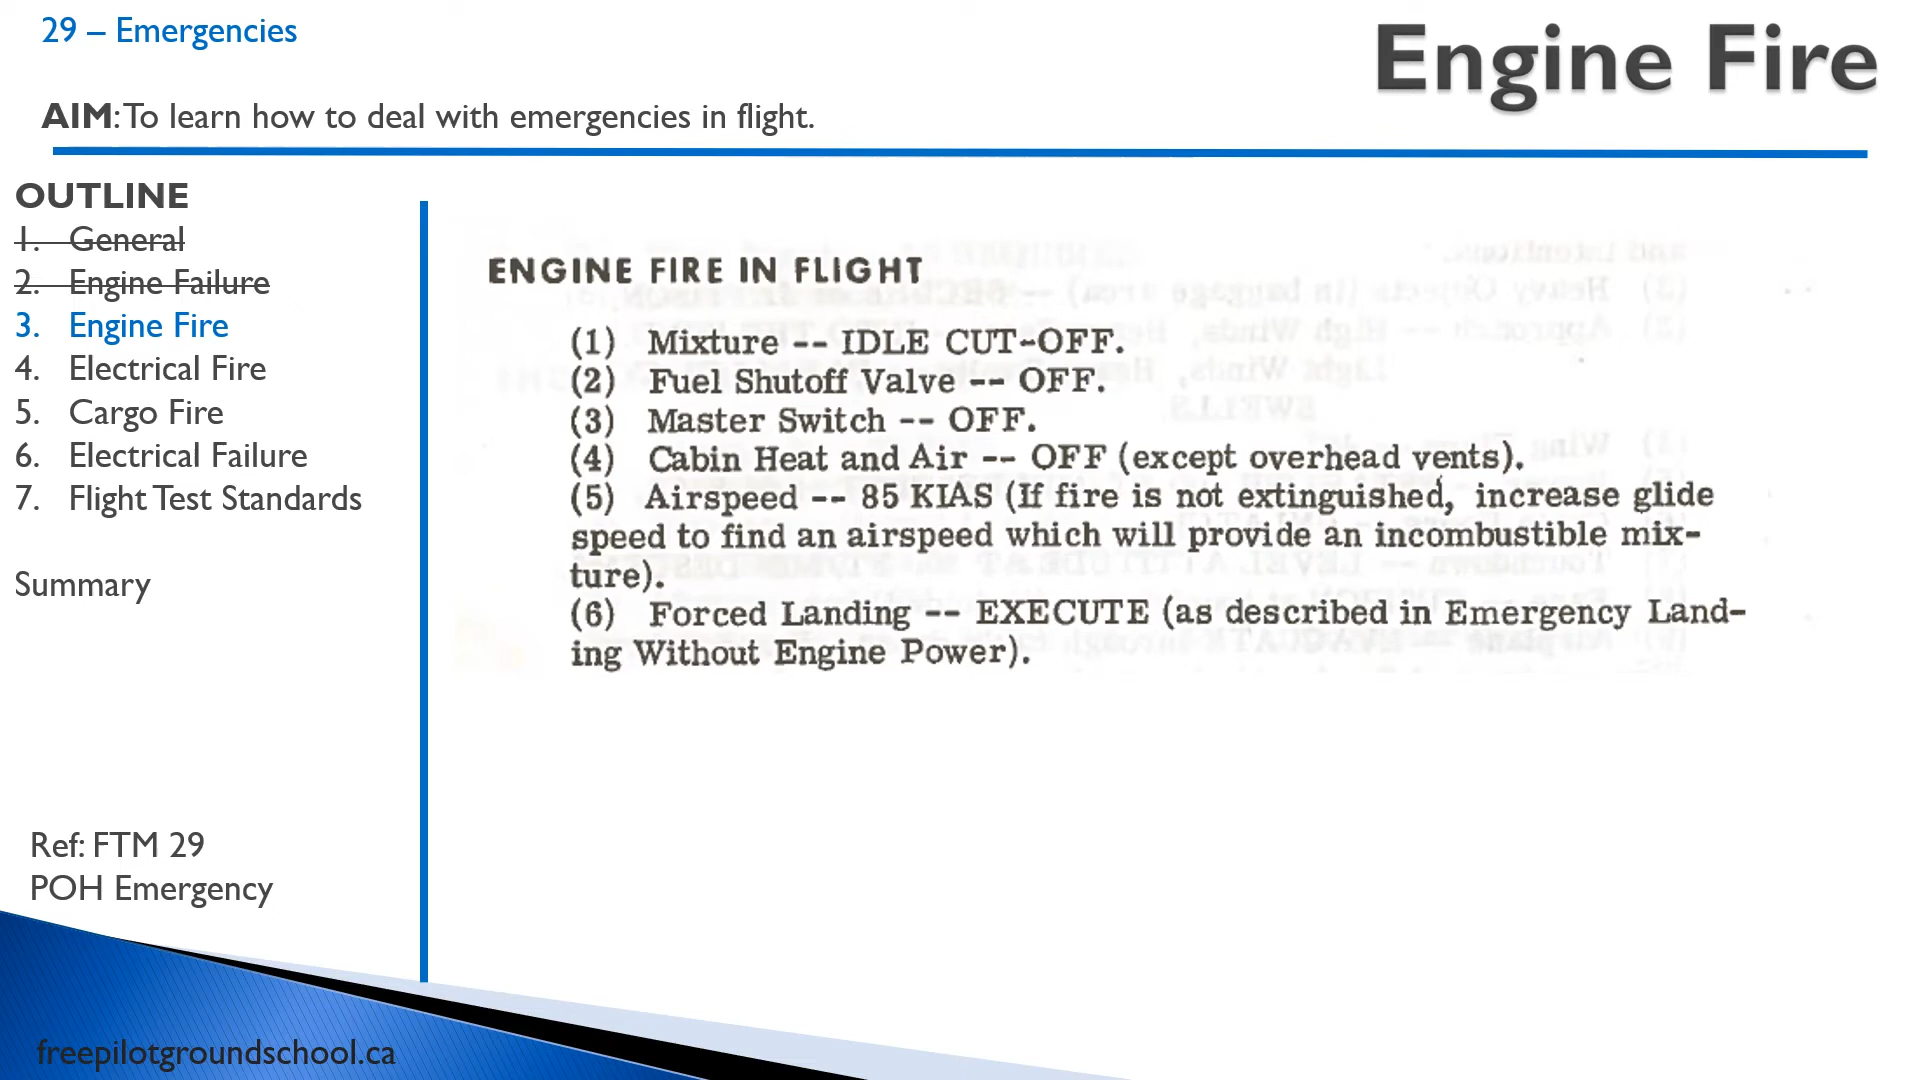 29 – Emergencies
Engine Fire
AIM: To learn how to deal with emergencies in flight.
OUTLINE
1. General
2. Engine Failure
3. Engine Fire
4. Electrical Fire
5. Cargo Fire
6. Electrical Failure
7. Flight Test Standards
Summary
Ref: FTM 29
POH Emergency
freepilotgroundschool.ca
ENGINE FIRE IN FLIGHT
(1) Mixture -- IDLE CUT-OFF.
(2) Fuel Shutoff Valve -- OFF.
(3) Master Switch -- OFF.
(4) Cabin Heat and Air -- OFF (except overhead vents).
(5) Airspeed -- 85 KIAS (If fire is not extinguished, increase glide
speed to find an airspeed which will provide an incombustible mix-
ture).
(6) Forced Landing -- EXECUTE (as described in Emergency Land-
ing Without Engine Power).